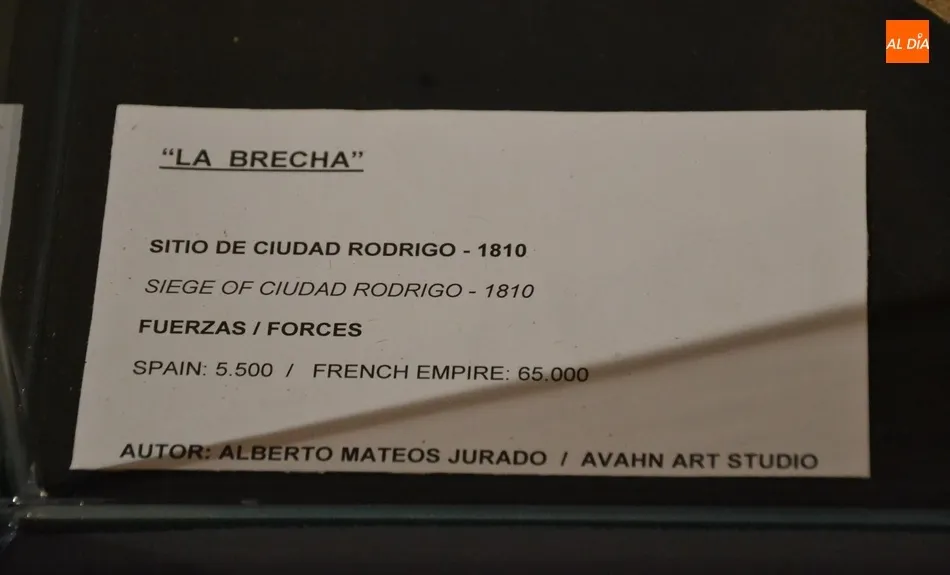 AL DÍA
“LA BRECHA”
SITIO DE CIUDAD RODRIGO - 1810
SIEGE OF CIUDAD RODRIGO - 1810
FUERZAS / FORCES
SPAIN: 5.500 / FRENCH EMPIRE: 65.000
AUTOR: ALBERTO MATEOS JURADO / AVAHN ART STUDIO